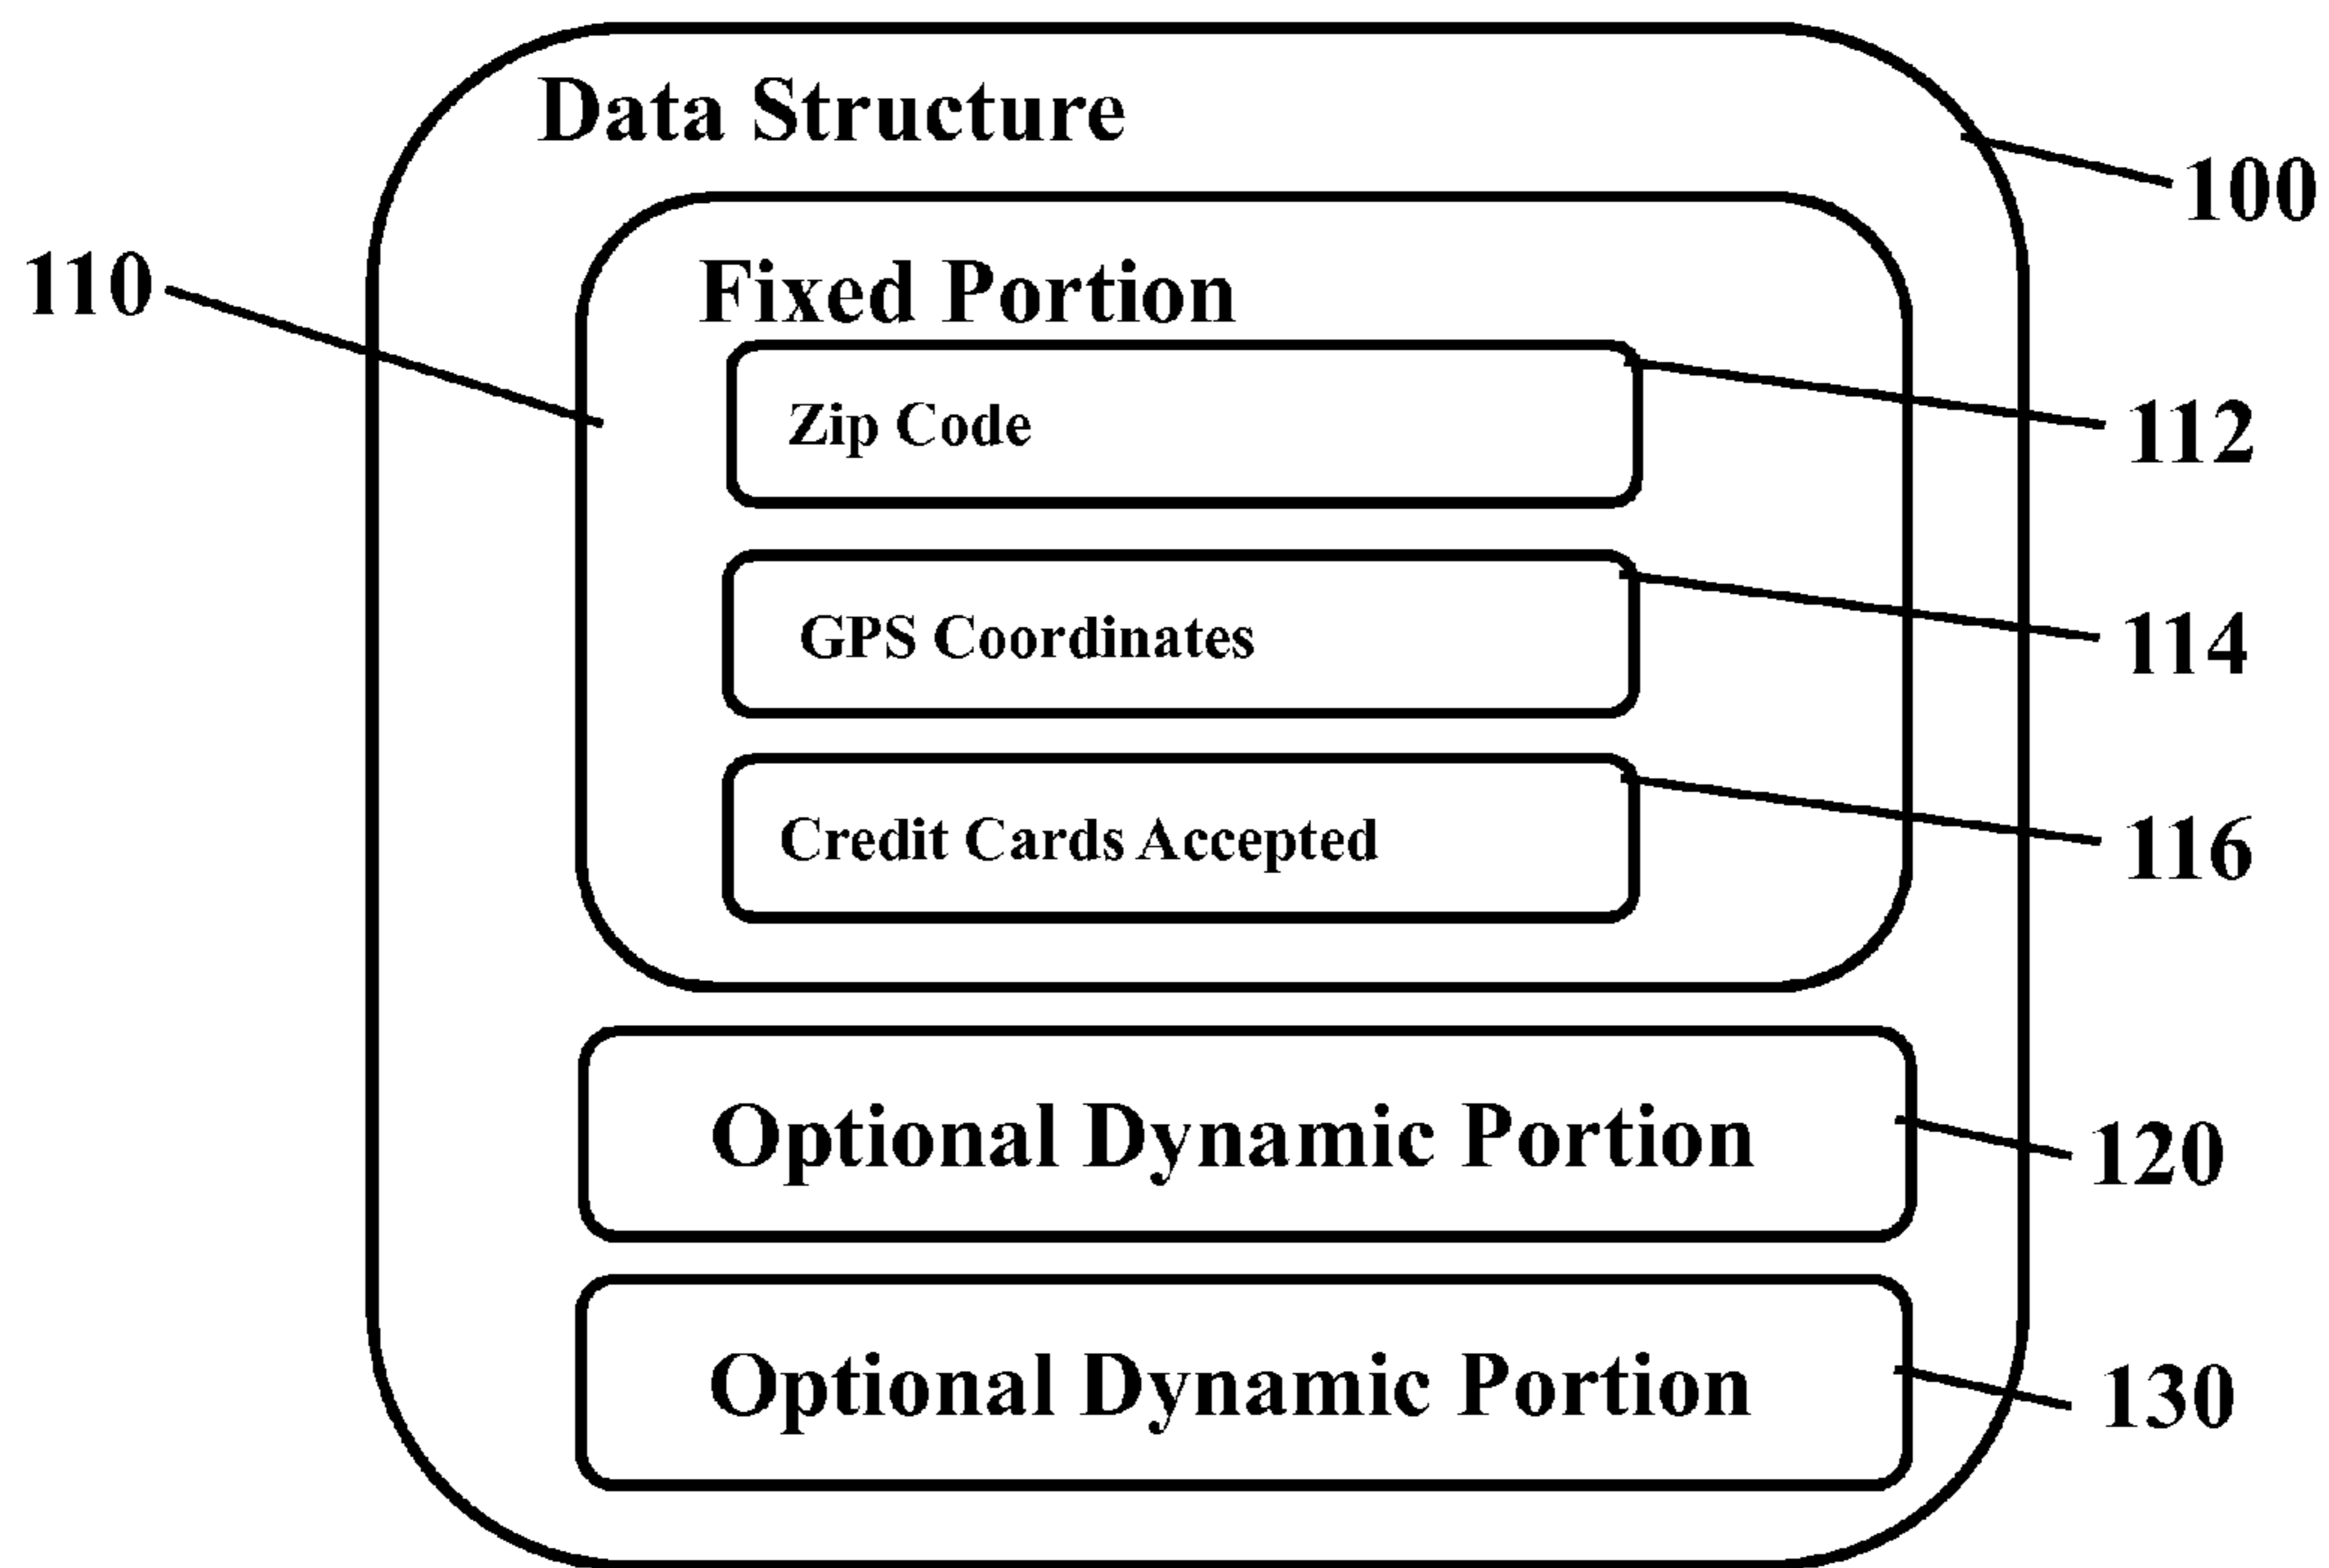 Data Structure
100
110
Fixed Portion
Zip Code
112
GPS Coordinates
114
Credit Cards Accepted
116
Optional Dynamic Portion
120
Optional Dynamic Portion
130